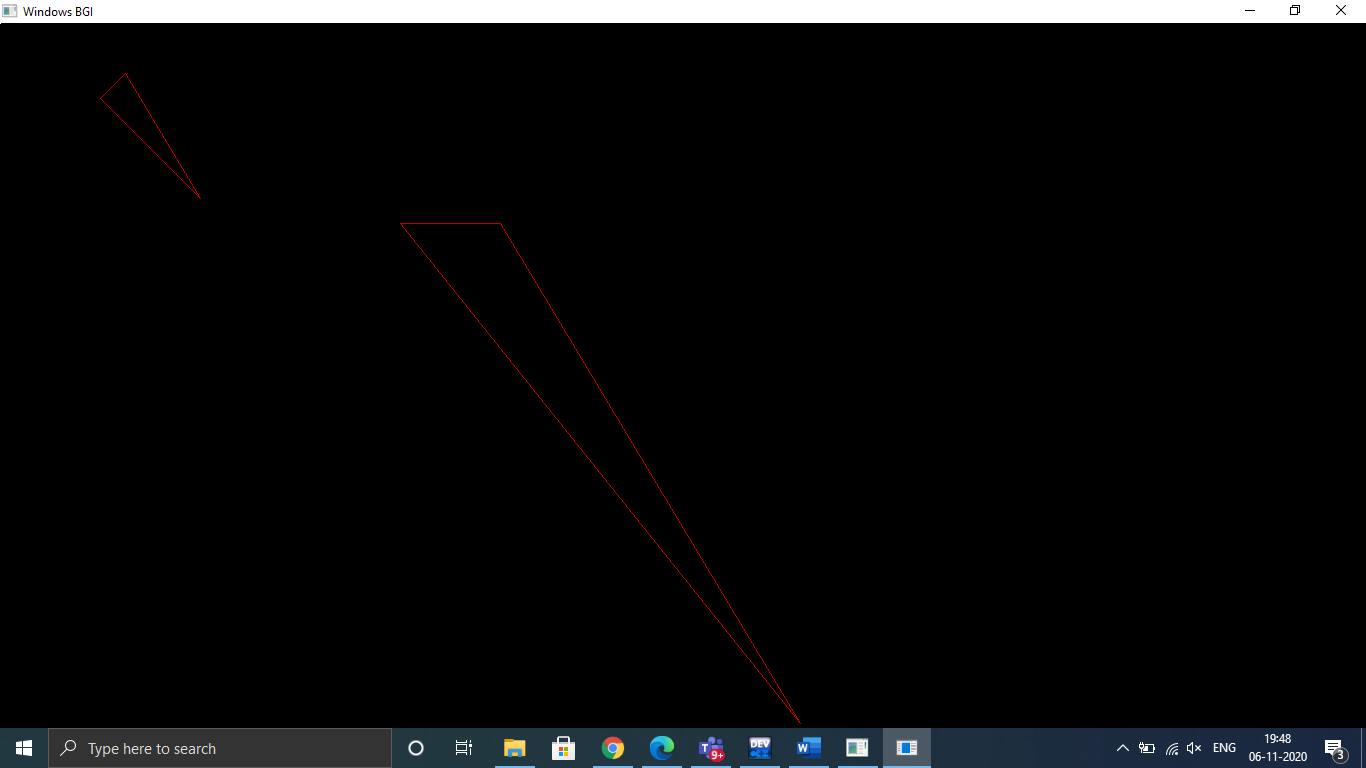 Windows BGI
Type here to search
9+
DEV
W
ENG
19:48
06-11-2020
3